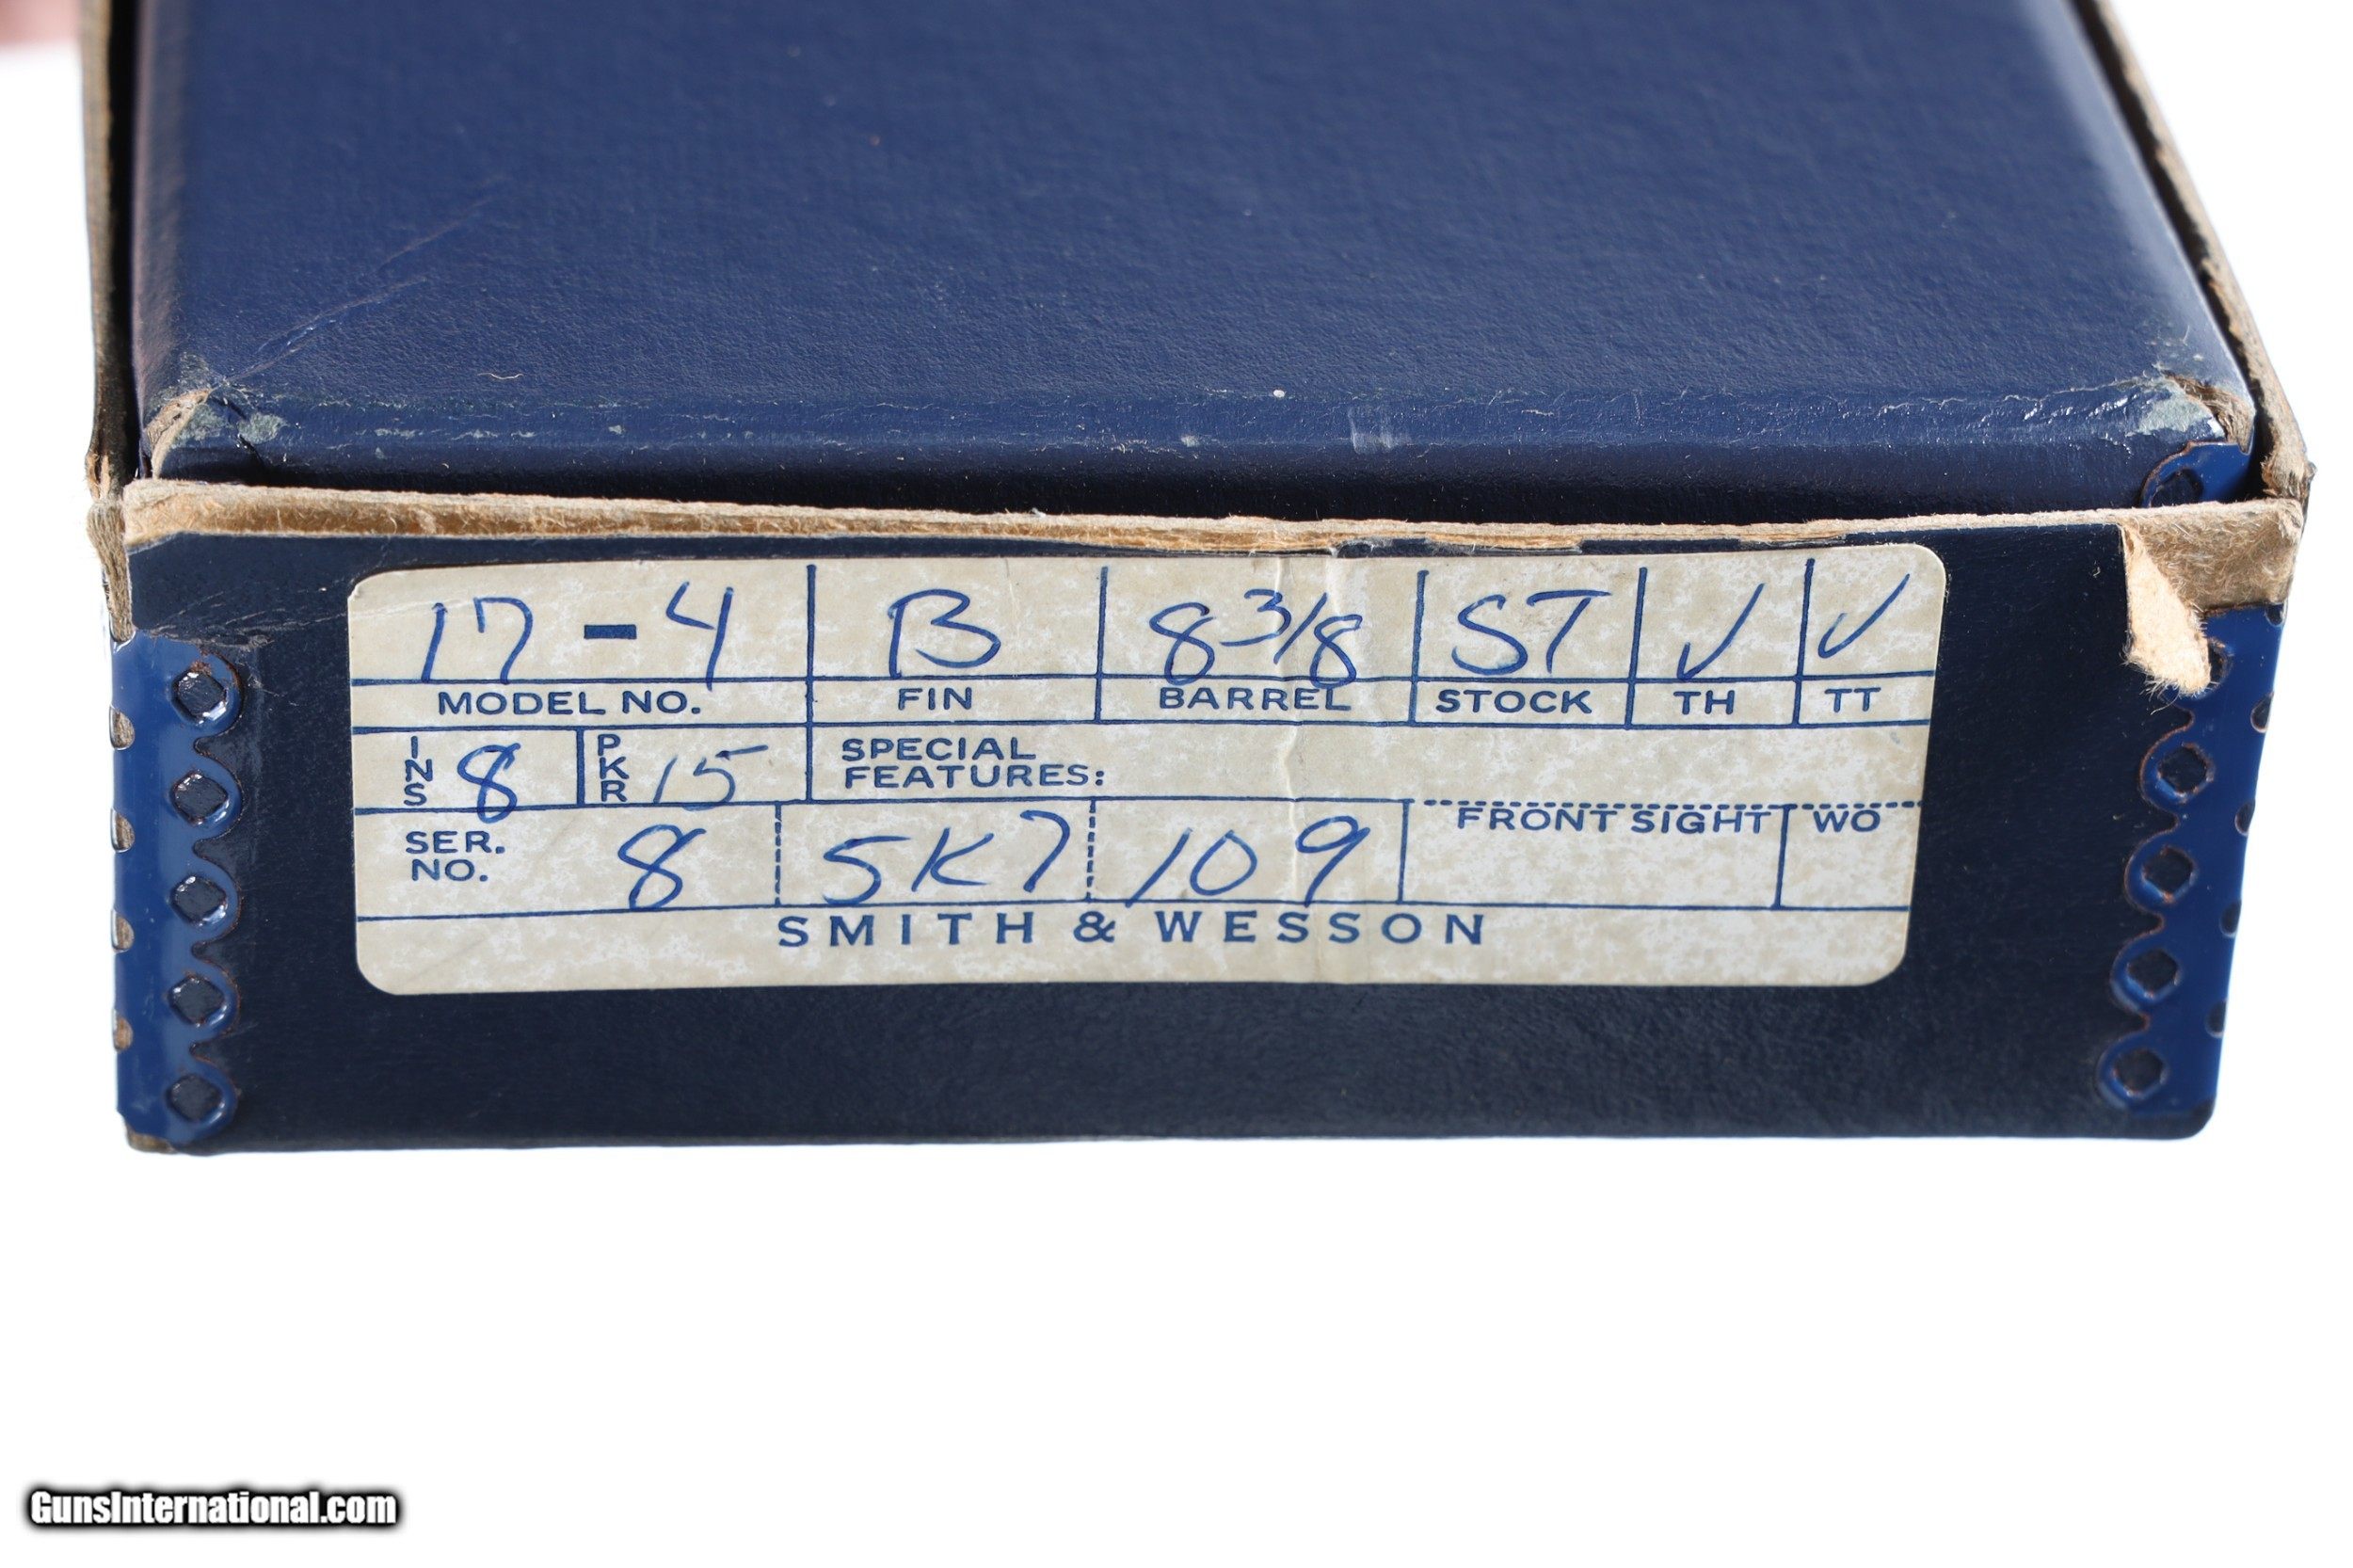 17-4 B 8 3/8 ST ✓ ✓
MODEL NO. FIN BARREL STOCK TH TT
INS 8 PKR 15 SPECIAL FEATURES:
FRONT SIGHT WO
SER. NO. 8 5K7 109
SMITH & WESSON
GunsInternational.com